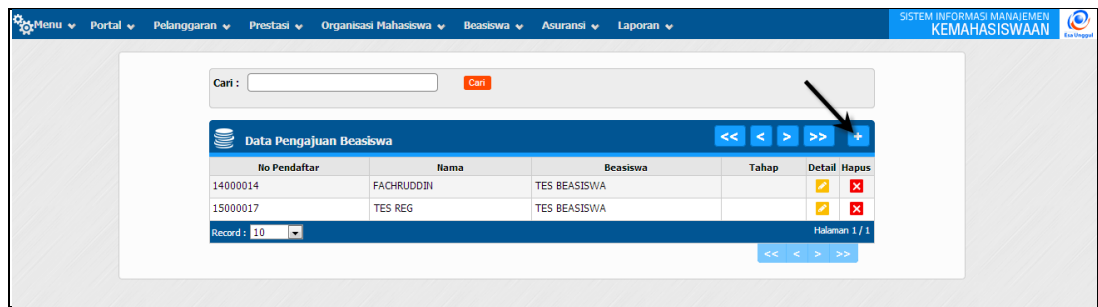 Menu Portal Pelanggaran Prestasi Organisasi Mahasiswa Beasiswa Asuransi Laporan
SISTEM INFORMASI MANAJEMEN
KEMAHASISWAAN
Esa Unggul
Cari : Cari
Data Pengajuan Beasiswa << < > >> +
No Pendaftar Nama Beasiswa Tahap Detail Hapus
14000014 FACHRUDDIN TES BEASISWA
15000017 TES REG TES BEASISWA
Record : 10 Halaman 1 / 1
<< < > >>